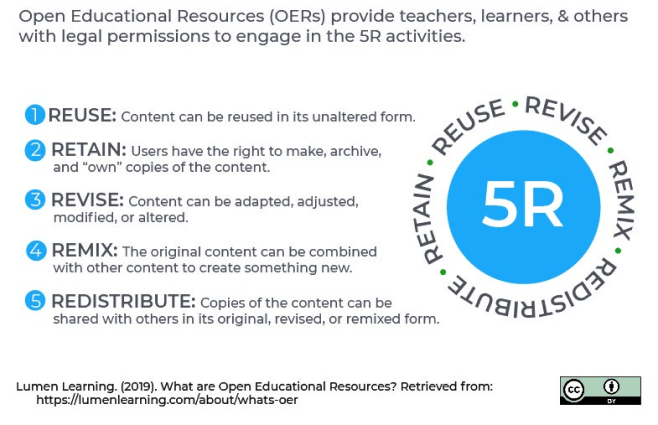 Open Educational Resources (OERs) provide teachers, learners, & others
with legal permissions to engage in the 5R activities.
1 REUSE: Content can be reused in its unaltered form.
2 RETAIN: Users have the right to make, archive,
and “own” copies of the content.
3 REVISE: Content can be adapted, adjusted,
modified, or altered.
4 REMIX: The original content can be combined
with other content to create something new.
5 REDISTRIBUTE: Copies of the content can be
shared with others in its original, revised, or remixed form.
REUSE • REVISE • REMIX • REDISTRIBUTE • RETAIN •
5R
Lumen Learning. (2019). What are Open Educational Resources? Retrieved from:
https://lumenlearning.com/about/whats-oer
cc
BY